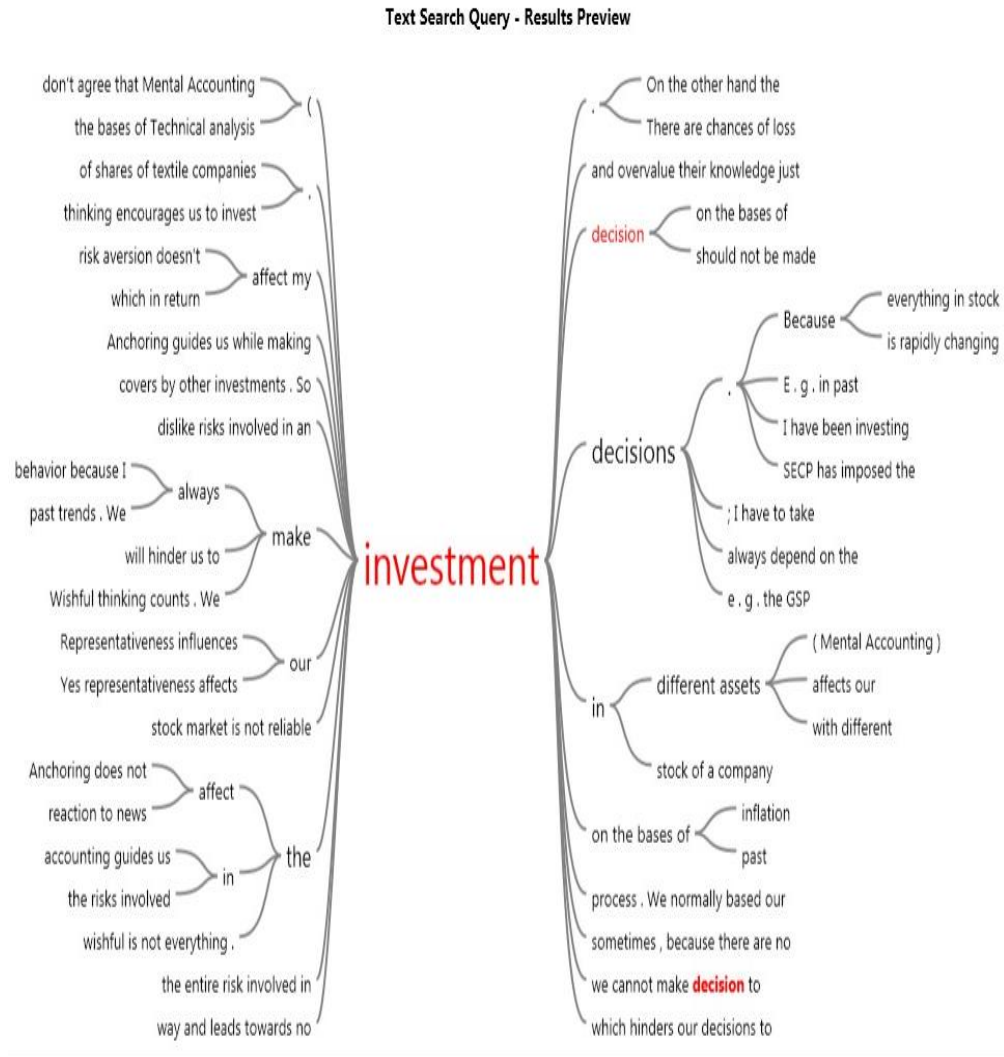 Text Search Query - Results Preview
don't agree that Mental Accounting
the bases of Technical analysis
(
of shares of textile companies
thinking encourages us to invest
.
risk aversion doesn't
which in return
affect my
Anchoring guides us while making
covers by other investments . So
dislike risks involved in an
behavior because I
past trends . We
always
will hinder us to
Wishful thinking counts . We
make
Representativeness influences
Yes representativeness affects
our
stock market is not reliable
Anchoring does not
reaction to news
affect
accounting guides us
the risks involved
in
wishful is not everything .
the
the entire risk involved in
way and leads towards no
investment
.
On the other hand the
There are chances of loss
and overvalue their knowledge just
decision
on the bases of
should not be made
decisions
.
Because
everything in stock
is rapidly changing
E . g . in past
I have been investing
SECP has imposed the
; I have to take
always depend on the
e . g . the GSP
in
different assets
( Mental Accounting )
affects our
with different
stock of a company
on the bases of
inflation
past
process . We normally based our
sometimes , because there are no
we cannot make decision to
which hinders our decisions to